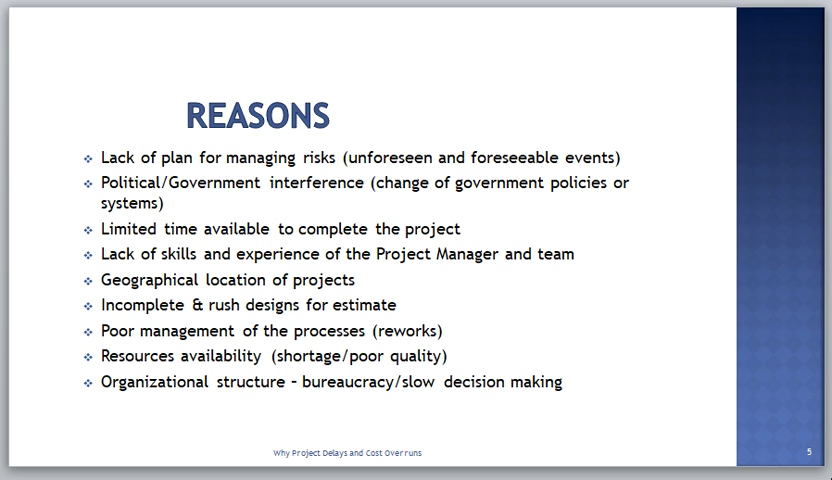 REASONS
Lack of plan for managing risks (unforeseen and foreseeable events)
Political/Government interference (change of government policies or
systems)
Limited time available to complete the project
Lack of skills and experience of the Project Manager and team
Geographical location of projects
Incomplete & rush designs for estimate
Poor management of the processes (reworks)
Resources availability (shortage/poor quality)
Organizational structure – bureaucracy/slow decision making
Why Project Delays and Cost Overruns
5